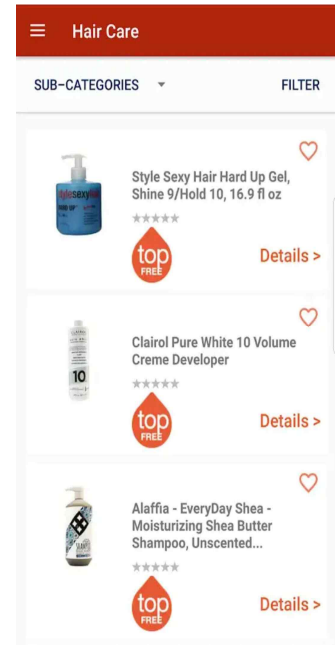 Hair Care
SUB-CATEGORIES
FILTER
stylesexyhair
Style Sexy Hair Hard Up Gel,
Shine 9/Hold 10, 16.9 fl oz
top
FREE
Details >
10
Clairol Pure White 10 Volume
Creme Developer
top
FREE
Details >
Alaffia - EveryDay Shea -
Moisturizing Shea Butter
Shampoo, Unscented...
top
FREE
Details >